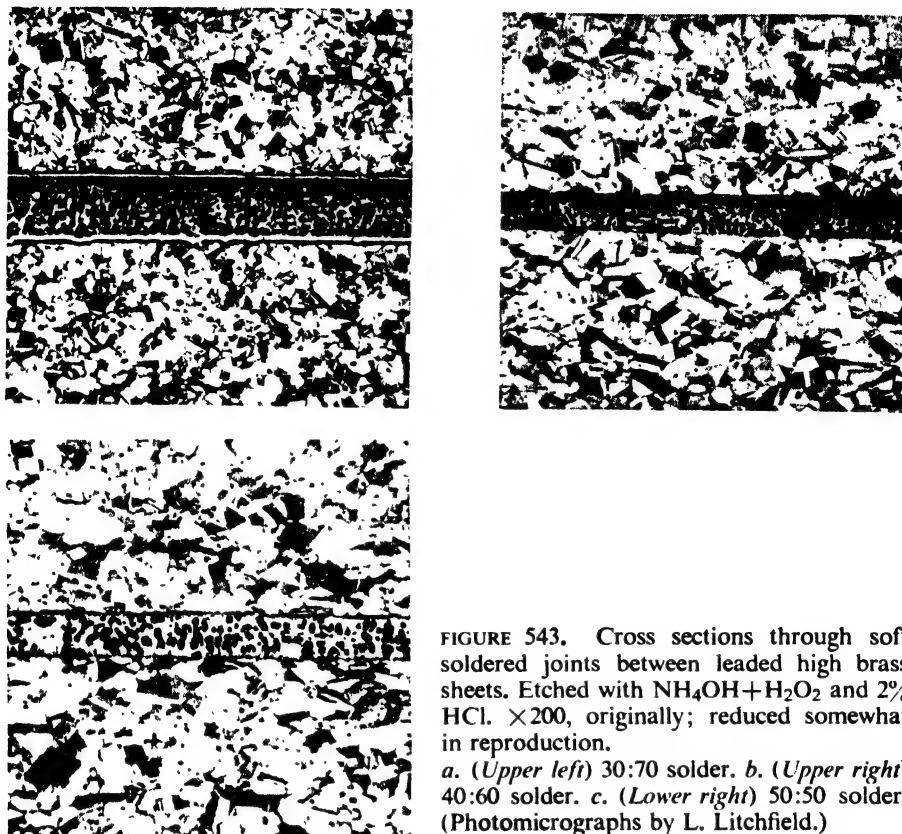 FIGURE 543. Cross sections through sof
soldered joints between leaded high brass
sheets. Etched with NH₄OH+H₂O₂ and 2%
HCl. ×200, originally; reduced somewha
in reproduction.
a. (Upper left) 30:70 solder. b. (Upper right
40:60 solder. c. (Lower right) 50:50 solder
(Photomicrographs by L. Litchfield.)